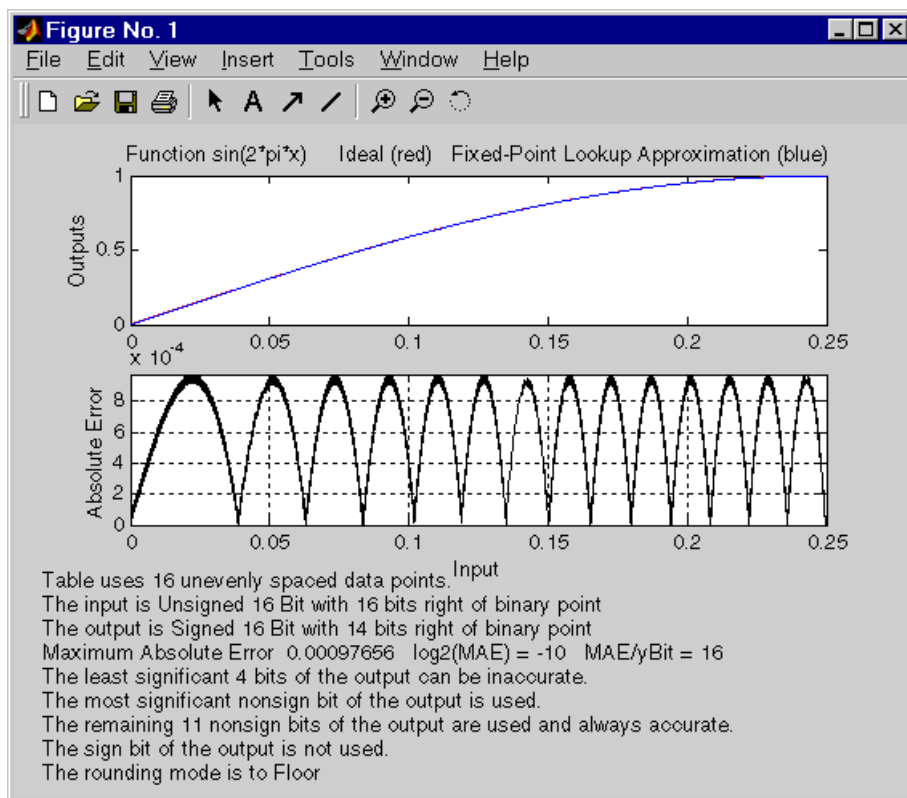 Figure No. 1
File Edit View Insert Tools Window Help
A
Function sin(2*pi*x) Ideal (red) Fixed-Point Lookup Approximation (blue)
1
0.5
0
Outputs
0 0.05 0.1 0.15 0.2 0.25
x 10^-4
8
6
4
2
0
Absolute Error
0 0.05 0.1 0.15 0.2 0.25
Input
Table uses 16 unevenly spaced data points.
The input is Unsigned 16 Bit with 16 bits right of binary point
The output is Signed 16 Bit with 14 bits right of binary point
Maximum Absolute Error 0.00097656 log2(MAE) = -10 MAE/yBit = 16
The least significant 4 bits of the output can be inaccurate.
The most significant nonsign bit of the output is used.
The remaining 11 nonsign bits of the output are used and always accurate.
The sign bit of the output is not used.
The rounding mode is to Floor